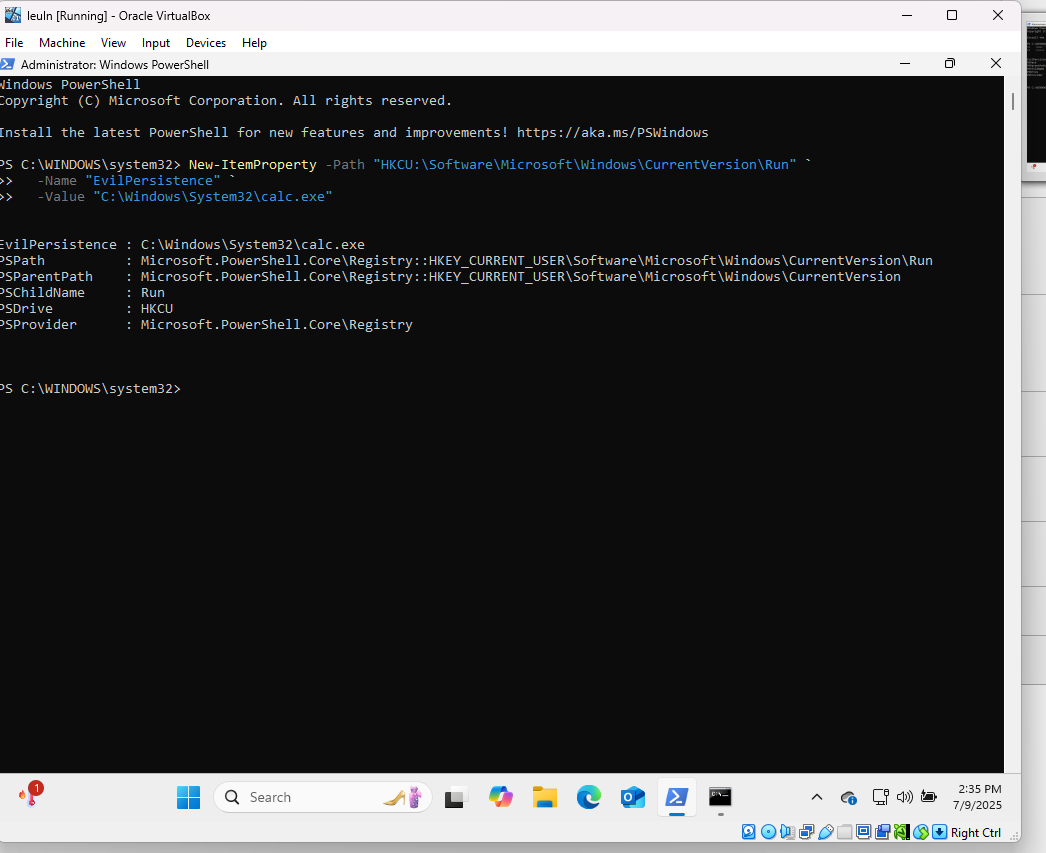 leuIn [Running] - Oracle VirtualBox
File Machine View Input Devices Help
Administrator: Windows PowerShell
Windows PowerShell
Copyright (C) Microsoft Corporation. All rights reserved.
Install the latest PowerShell for new features and improvements! https://aka.ms/PSWindows
PS C:\WINDOWS\system32> New-ItemProperty -Path "HKCU:\Software\Microsoft\Windows\CurrentVersion\Run" `
>> -Name "EvilPersistence" `
>> -Value "C:\Windows\System32\calc.exe"
EvilPersistence : C:\Windows\System32\calc.exe
PSPath : Microsoft.PowerShell.Core\Registry::HKEY_CURRENT_USER\Software\Microsoft\Windows\CurrentVersion\Run
PSParentPath : Microsoft.PowerShell.Core\Registry::HKEY_CURRENT_USER\Software\Microsoft\Windows\CurrentVersion
PSChildName : Run
PSDrive : HKCU
PSProvider : Microsoft.PowerShell.Core\Registry
PS C:\WINDOWS\system32>
1
Search
2:35 PM
7/9/2025
Right Ctrl